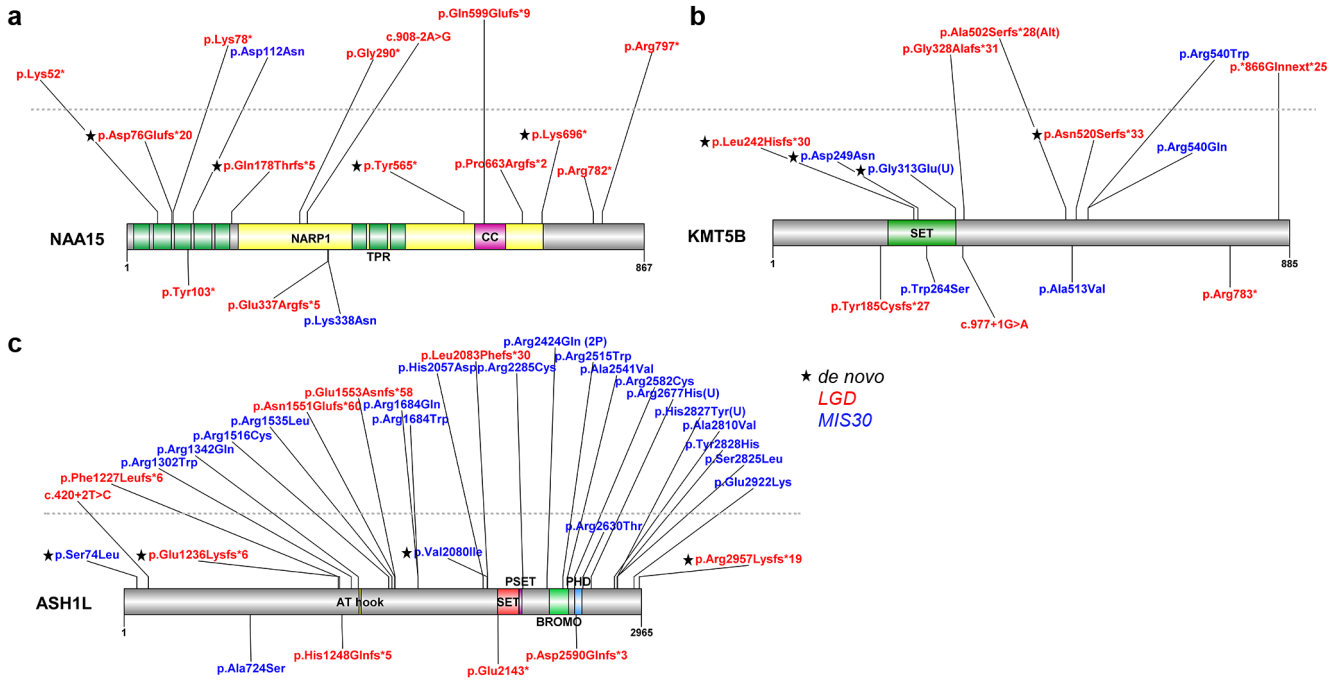 a
p.Gln599Glufs*9
p.Lys78*
c.908-2A>G
p.Asp112Asn
p.Gly290*
p.Arg797*
p.Lys52*
★ p.Asp76Glufs*20
★ p.Gln178Thrfs*5
★ p.Tyr565*
★ p.Lys696*
p.Pro663Argfs*2
p.Arg782*
NAA15
NARP1
CC
TPR
1
867
p.Tyr103*
p.Glu337Argfs*5
p.Lys338Asn
b
p.Ala502Serfs*28(Alt)
p.Gly328Alafs*31
p.Arg540Trp
p.*866Glnnext*25
★ p.Leu242Hisfs*30
★ p.Asp249Asn
★ p.Gly313Glu(U)
★ p.Asn520Serfs*33
p.Arg540Gln
KMT5B
SET
1
885
p.Tyr185Cysfs*27
p.Trp264Ser
c.977+1G>A
p.Ala513Val
p.Arg783*
c
p.Arg2424Gln (2P)
p.Leu2083Phefs*30
p.Arg2515Trp
p.His2057Asp
p.Arg2285Cys
p.Ala2541Val
p.Arg2582Cys
p.Glu1553Asnfs*58
p.Arg2677His(U)
p.Asn1551Glufs*60
p.Arg1684Gln
p.His2827Tyr(U)
p.Arg1535Leu
p.Arg1684Trp
p.Ala2810Val
p.Arg1516Cys
p.Tyr2828His
p.Arg1342Gln
p.Ser2825Leu
p.Arg1302Trp
p.Phe1227Leufs*6
p.Glu2922Lys
c.420+2T>C
p.Arg2630Thr
★ p.Ser74Leu
★ p.Glu1236Lysfs*6
★ p.Val2080Ile
★ p.Arg2957Lysfs*19
ASH1L
AT hook
PSET
SET
PHD
BROMO
1
2965
p.Ala724Ser
p.His1248Glnfs*5
p.Glu2143*
p.Asp2590Glnfs*3
★ de novo
LGD
MIS30